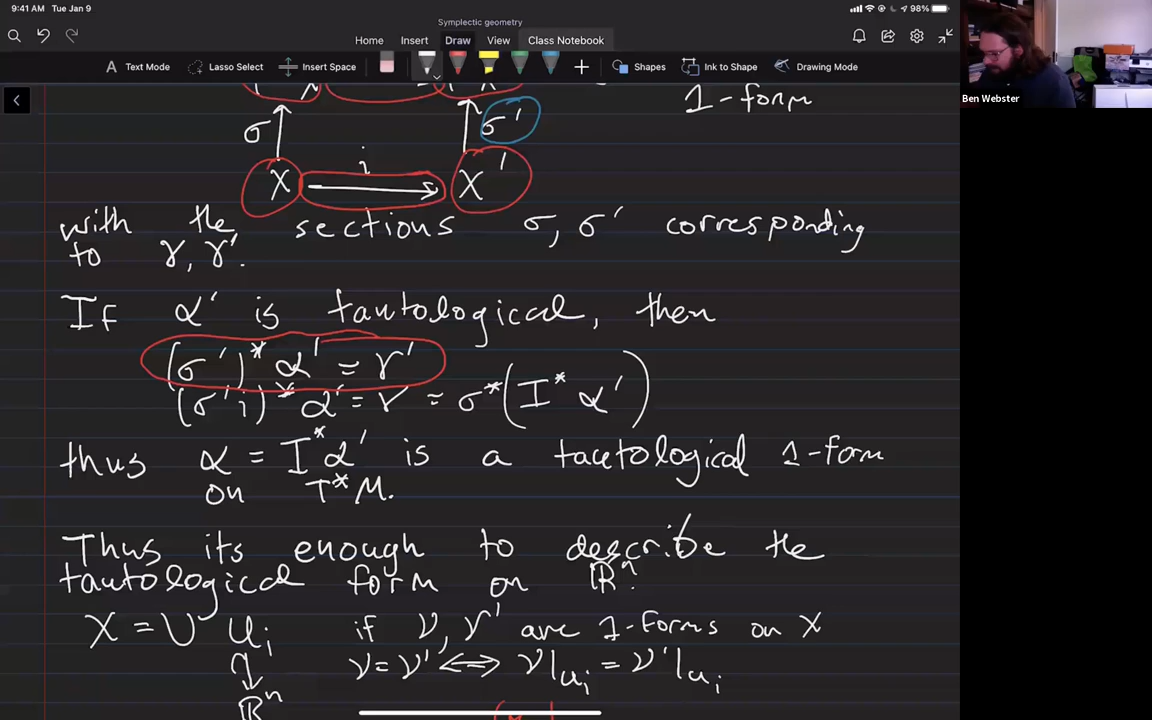 9:41 AM Tue Jan 9
98%
Symplectic geometry
Home Insert Draw View Class Notebook
Text Mode Lasso Select Insert Space Shapes Ink to Shape Drawing Mode
Ben Webster
1-form
σ σ'
i
X X'
with the sections σ, σ' corresponding
to γ, γ'.
If α' is tautological, then
(σ')* α' = γ'
(σ'i)* α' = γ = σ*(I* α')
thus α = I* α' is a tautological 1-form
on T*M.
Thus its enough to describe the
tautological form on ℝⁿ.
X = ∪ U_i if ν, γ' are 1-forms on X
ν = ν' ⟺ ν|_{u_i} = ν'|_{u_i}
ℝⁿ